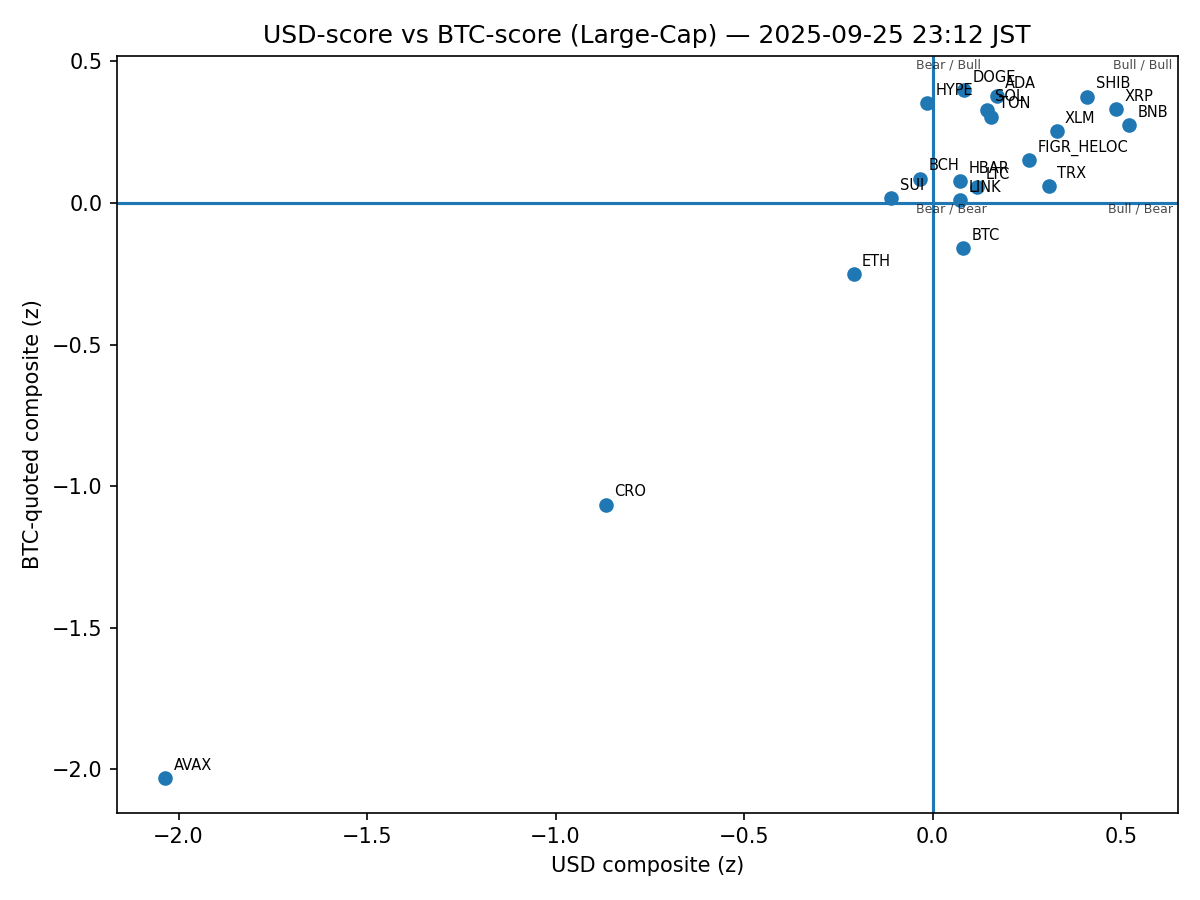 USD-score vs BTC-score (Large-Cap) — 2025-09-25 23:12 JST
0.5
0.0
−0.5
−1.0
−1.5
−2.0
BTC-quoted composite (z)
Bear / Bull
Bull / Bull
DOGE
ADA
SHIB
HYPE
SOL
XRP
TON
BNB
XLM
FIGR_HELOC
BCH
HBAR
LTC
TRX
SUI
LINK
Bear / Bear
Bull / Bear
BTC
ETH
CRO
AVAX
−2.0
−1.5
−1.0
−0.5
0.0
0.5
USD composite (z)